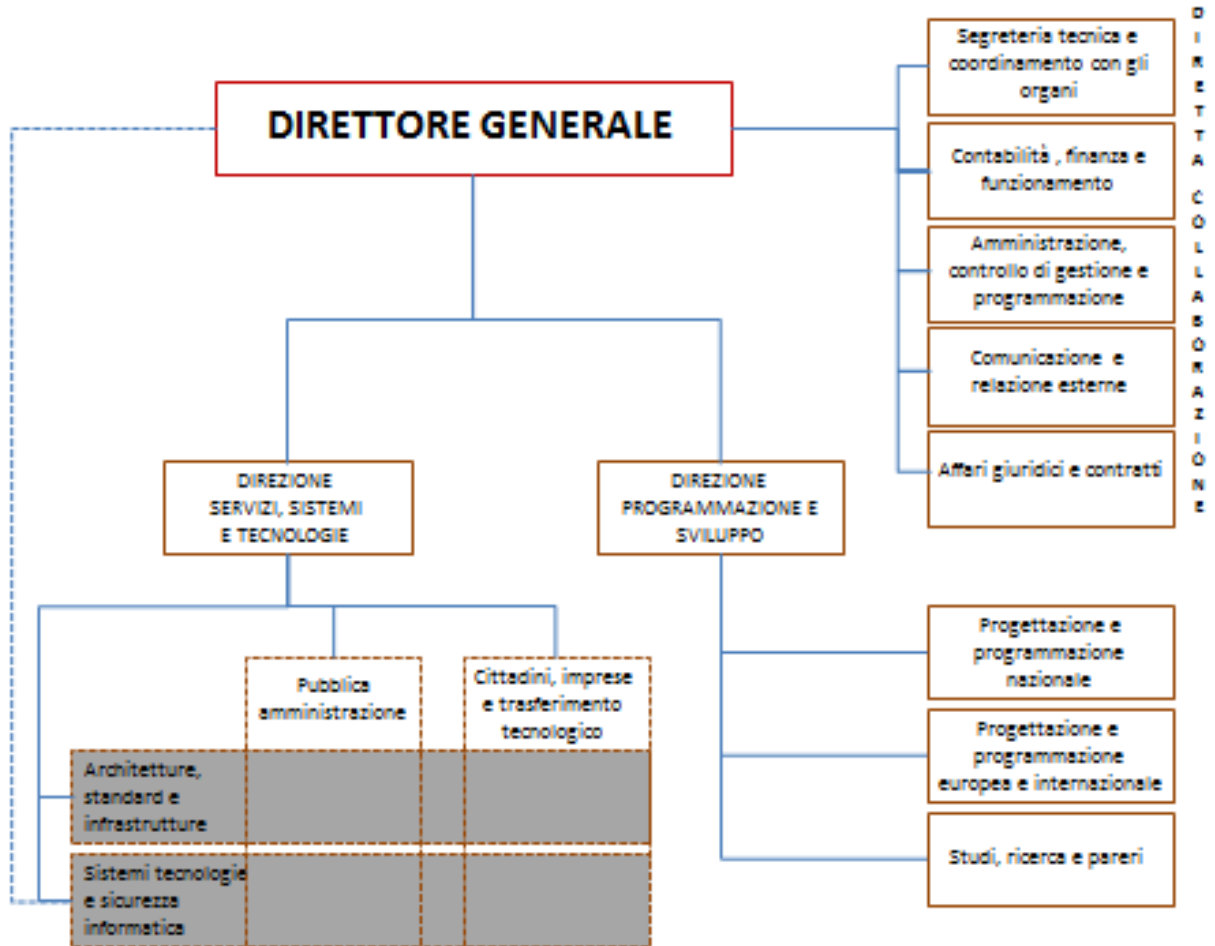 DIRETTORE GENERALE
Segreteria tecnica e
coordinamento con gli
organi
Contabilità , finanza e
funzionamento
Amministrazione,
controllo di gestione e
programmazione
Comunicazione e
relazione esterne
Affari giuridici e contratti
DIRETTA COLLABORAZIONE
DIREZIONE
SERVIZI, SISTEMI
E TECNOLOGIE
DIREZIONE
PROGRAMMAZIONE E
SVILUPPO
Pubblica
amministrazione
Cittadini, imprese
e trasferimento
tecnologico
Architetture,
standard e
infrastrutture
Sistemi tecnologie
e sicurezza
informatica
Progettazione e
programmazione
nazionale
Progettazione e
programmazione
europea e internazionale
Studi, ricerca e pareri